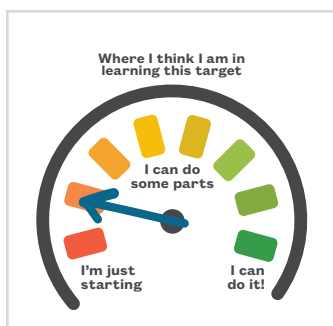 Where I think I am in
learning this target
I can do
some parts
I'm just
starting
I can
do it!